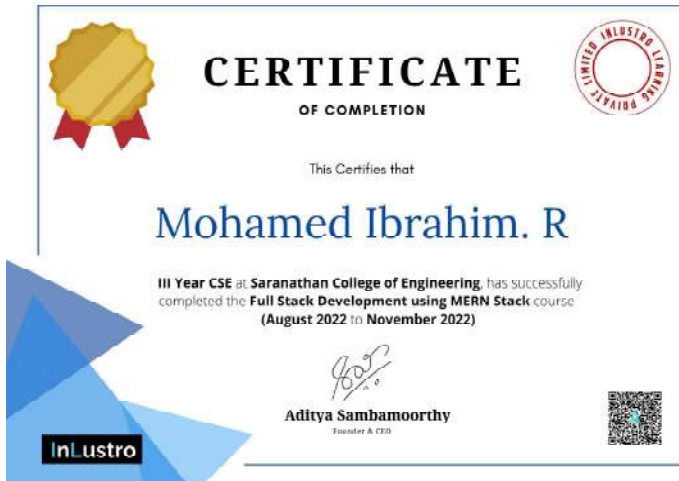 CERTIFICATE
OF COMPLETION
INLUSTRO LEARNING PRIVATE LIMITED
This Certifies that
Mohamed Ibrahim. R
III Year CSE at Saranathan College of Engineering, has successfully
completed the Full Stack Development using MERN Stack course
(August 2022 to November 2022)
Aditya Sambamoorthy
Founder & CEO
InLustro